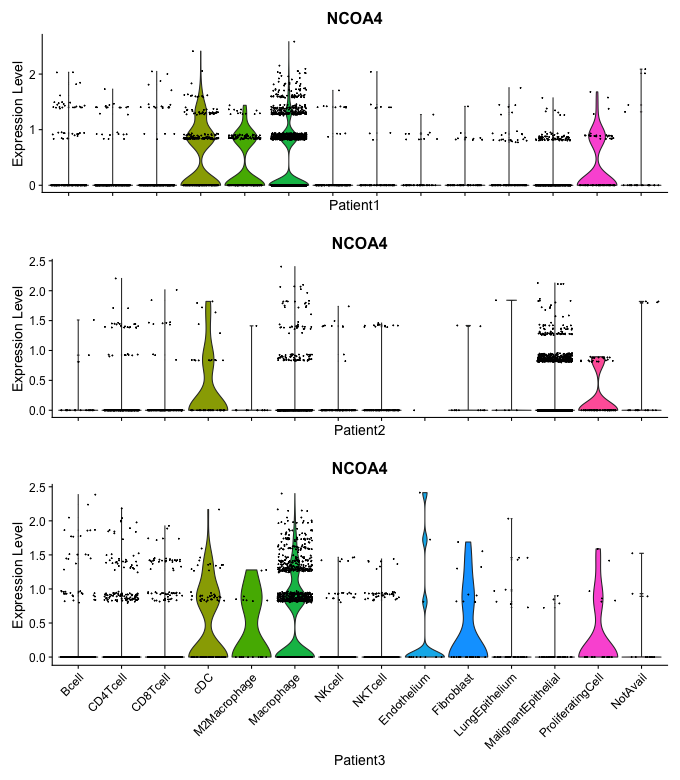 NCOA4
Expression Level
2
1
0
Patient1
NCOA4
Expression Level
2.5
2.0
1.5
1.0
0.5
0.0
Patient2
NCOA4
Expression Level
2.5
2.0
1.5
1.0
0.5
0.0
Bcell
CD4Tcell
CD8Tcell
cDC
M2Macrophage
Macrophage
NKcell
NKTcell
Endothelium
Fibroblast
LungEpithelium
MalignantEpithelial
ProliferatingCell
NotAvail
Patient3